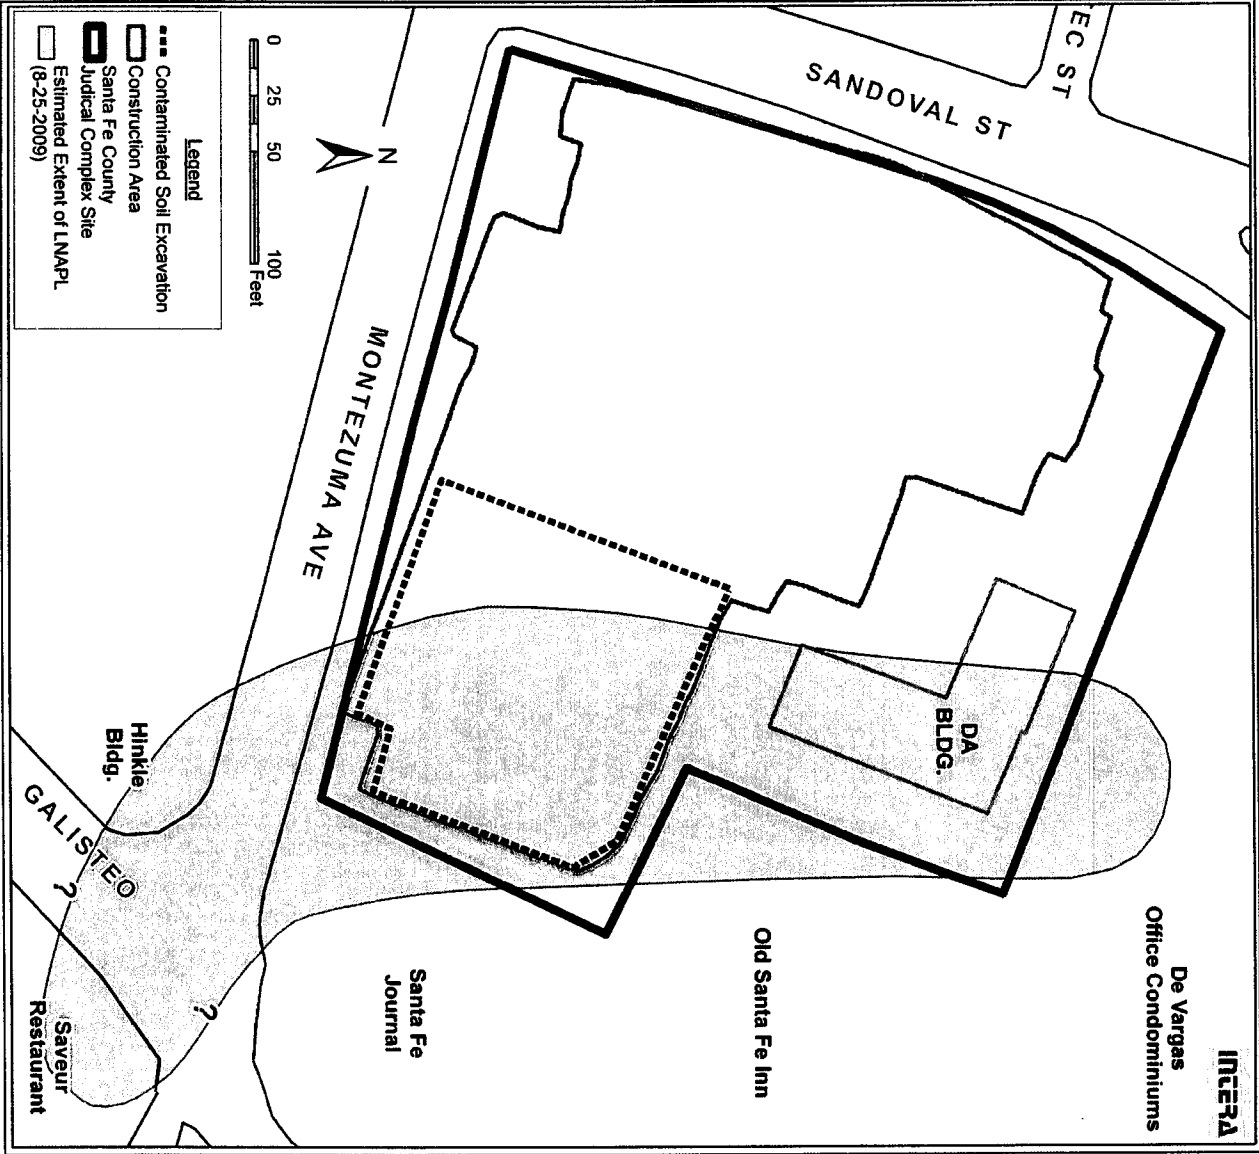 INTERA
De Vargas
Office Condominiums
TEC ST
SANDOVAL ST
DA
BLDG.
Old Santa Fe Inn
Santa Fe
Journal
MONTEZUMA AVE
N
0 25 50 100
Feet
Hinkle
Bldg.
GALISTEO
?
?
Saveur
Restaurant
Legend
Contaminated Soil Excavation
Construction Area
Santa Fe County
Judical Complex Site
Estimated Extent of LNAPL
(8-25-2009)